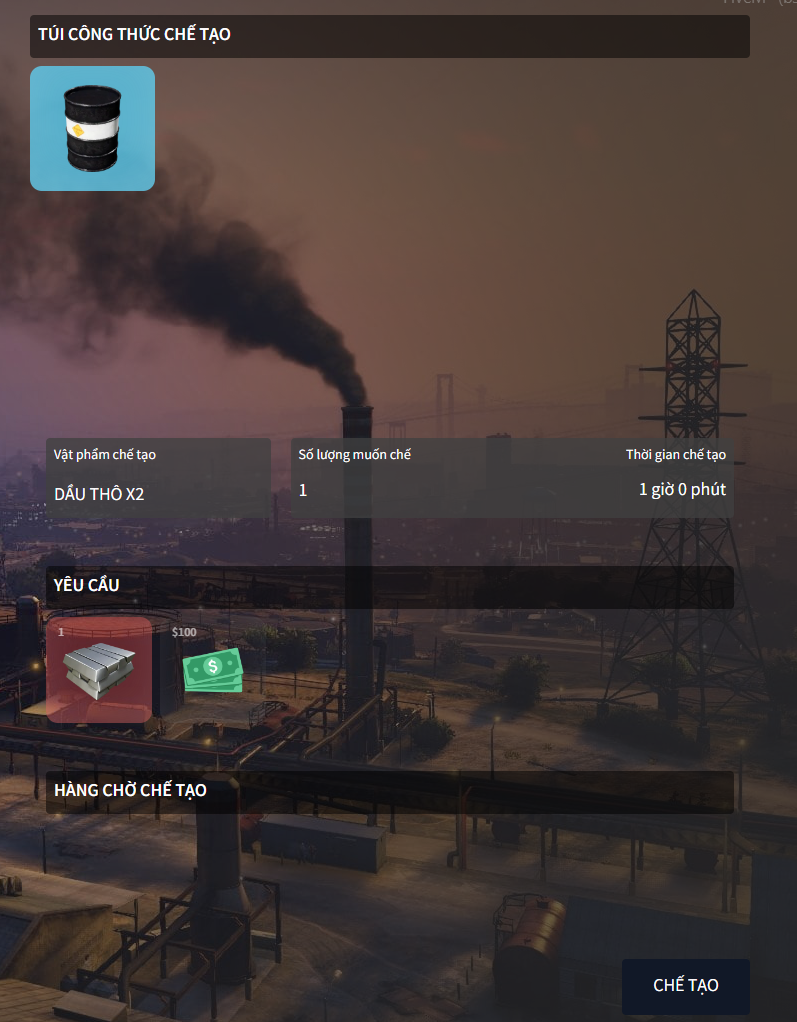 TÚI CÔNG THỨC CHẾ TẠO
Vật phẩm chế tạo
DẦU THÔ X2
Số lượng muốn chế
1
Thời gian chế tạo
1 giờ 0 phút
YÊU CẦU
1
$100
HÀNG CHỜ CHẾ TẠO
CHẾ TẠO